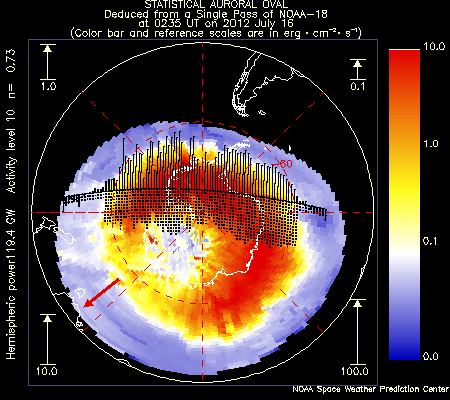 STATISTICAL AURORAL OVAL
Deduced from a Single Pass of NOAA-18
at 0235 UT on 2012 July 16
(Color bar and reference scales are in erg · cm⁻² · s⁻¹)
1.0
0.1
10.0
1.0
0.1
0.0
-60
Hemispheric power119.4 GW Activity level 10 n= 0.73
10.0
100.0
NOAA Space Weather Prediction Center